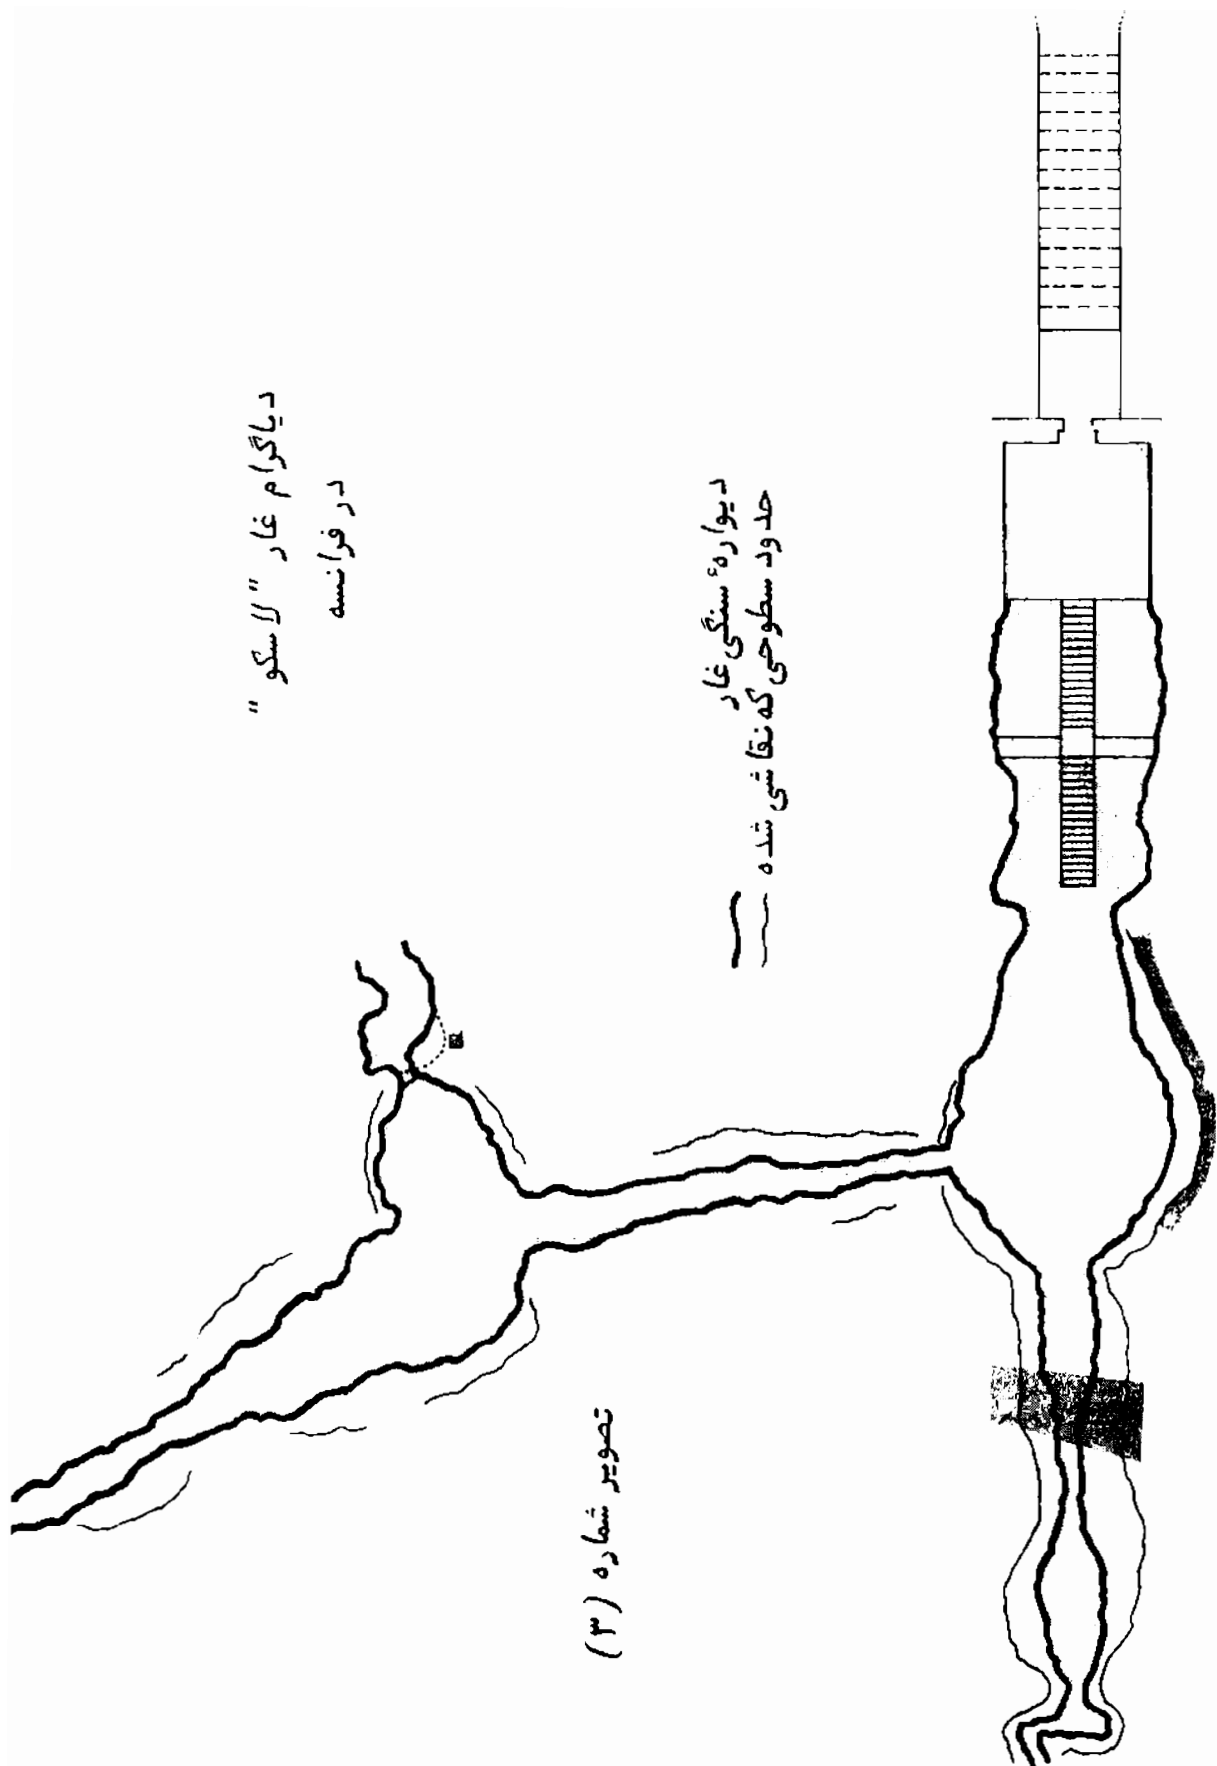 دیاگرام غار "لاسکو"
در فرانسه
دیواره‌ٔ سنگی غار
حدود سطوحی که نقاشی شده
تصویر شماره (۳)